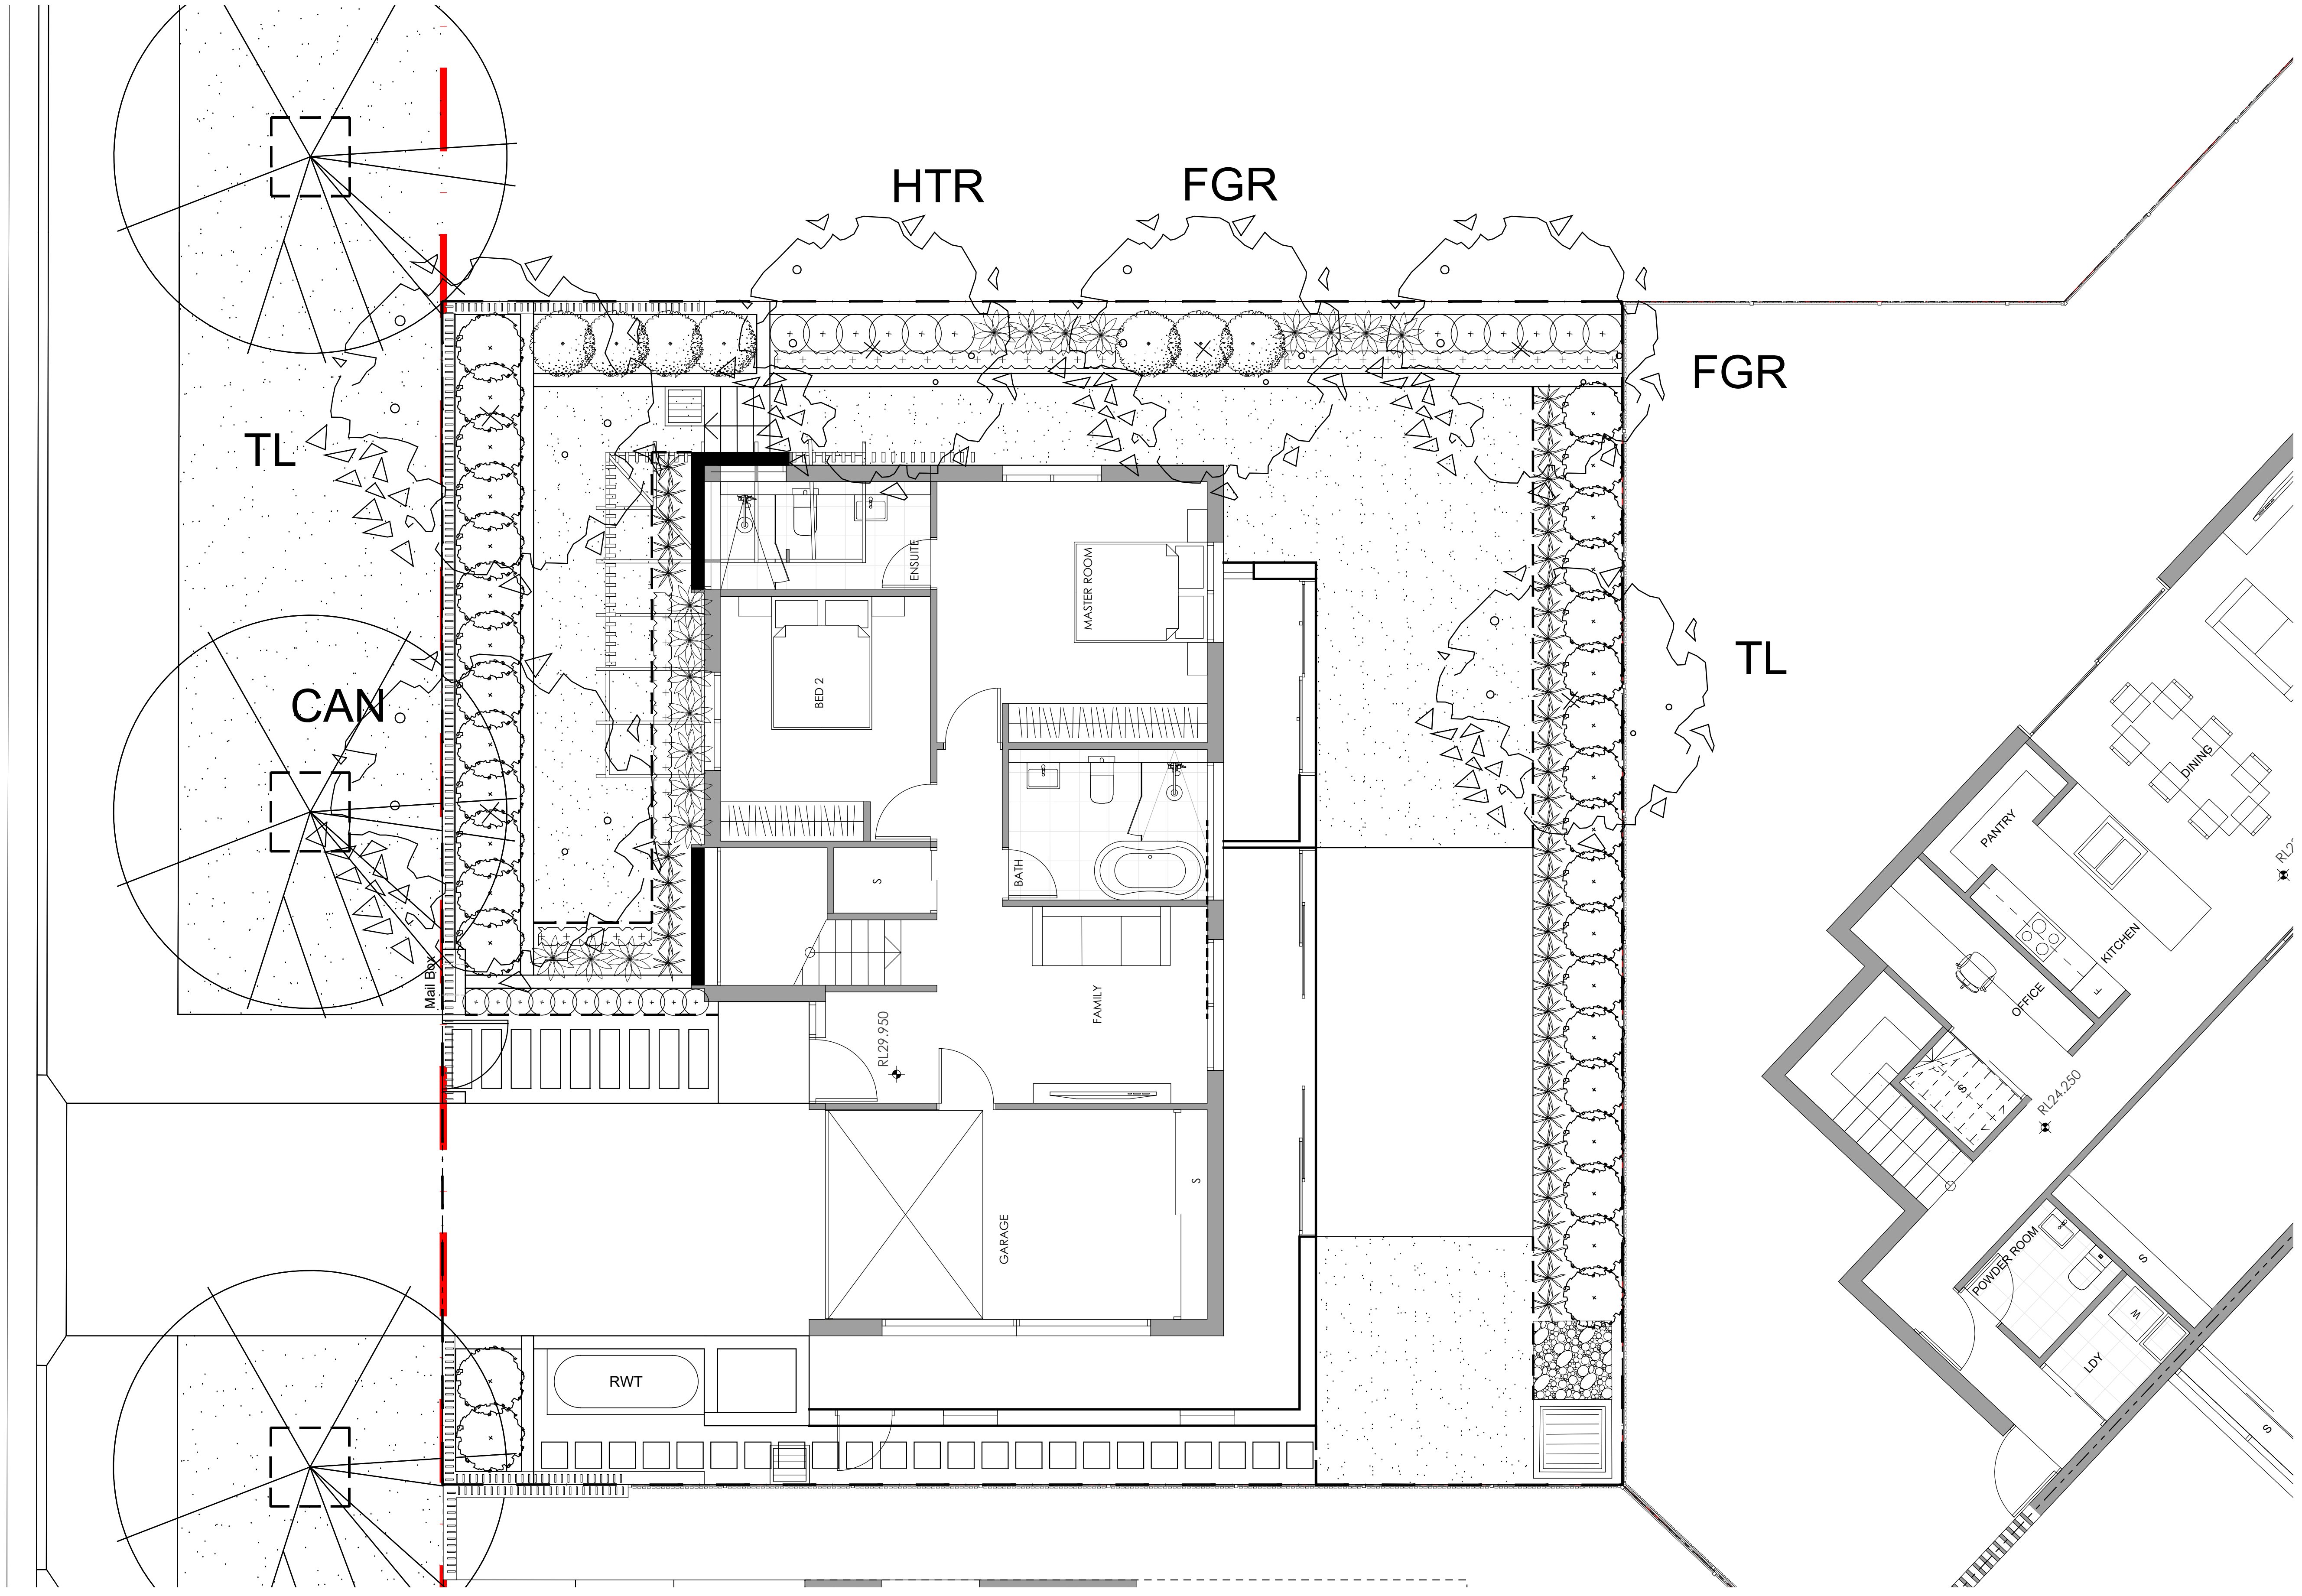 HTR
FGR
FGR
TL
TL
CAN
Mail Box
ENSUITE
MASTER ROOM
BED 2
BATH
S
FAMILY
RL29.950
GARAGE
S
RWT
DINING
PANTRY
KITCHEN
F
OFFICE
S
RL24.250
POWDER ROOM
S
W
LDY
S